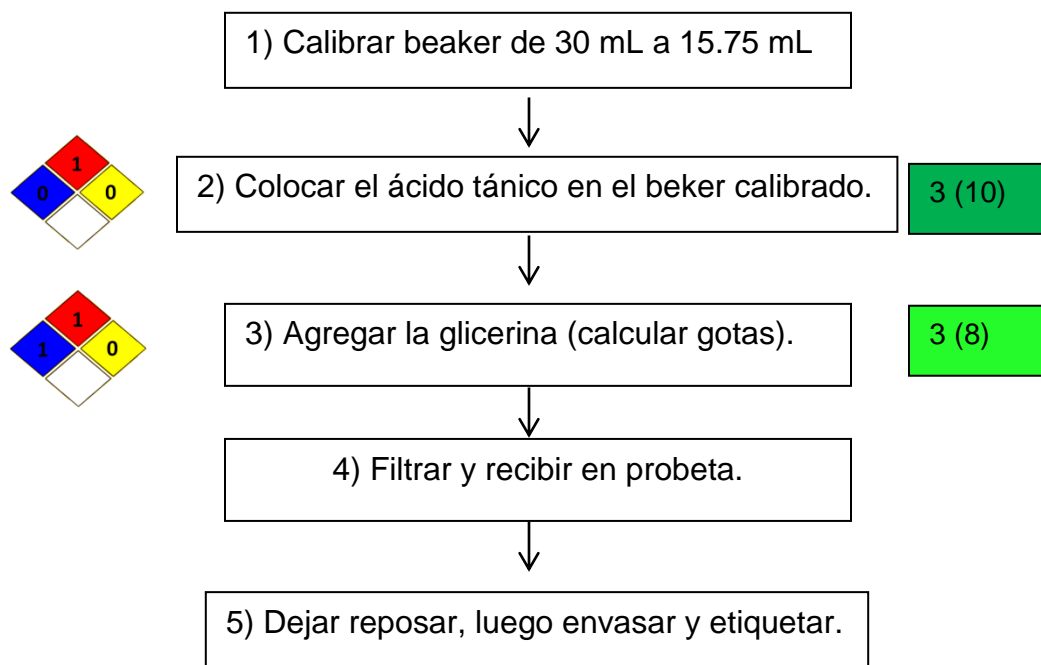 1) Calibrar beaker de 30 mL a 15.75 mL
1
0 0
2) Colocar el ácido tánico en el beker calibrado.
3 (10)
1
1 0
3) Agregar la glicerina (calcular gotas).
3 (8)
4) Filtrar y recibir en probeta.
5) Dejar reposar, luego envasar y etiquetar.